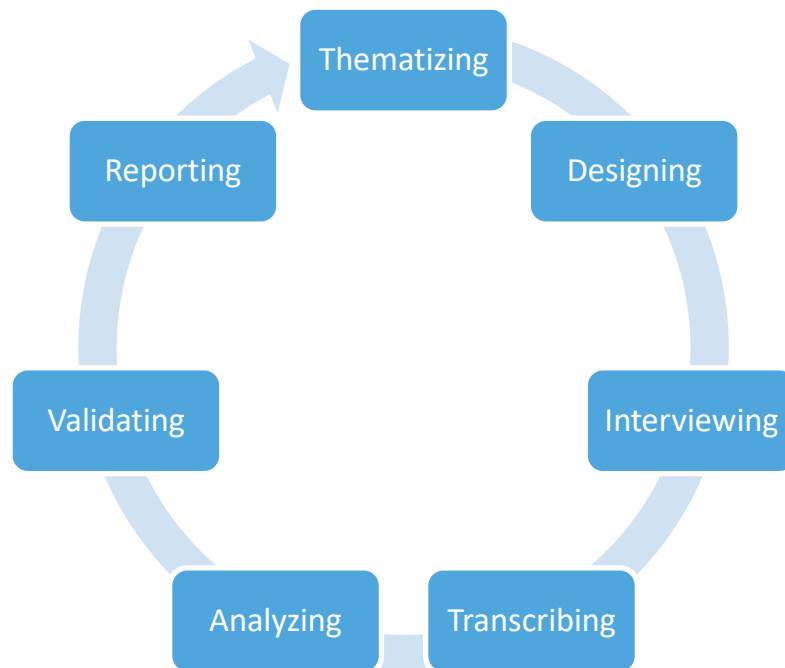 Thematizing
Designing
Interviewing
Transcribing
Analyzing
Validating
Reporting